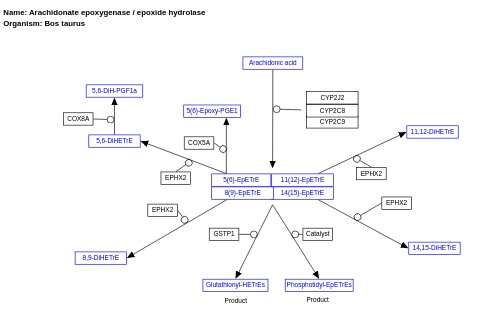 Name: Arachidonate epoxygenase / epoxide hydrolase
Organism: Bos taurus
Arachidonic acid
5,6-DiH-PGF1a
CYP2J2
5(6)-Epoxy-PGE1
CYP2C8
COX8A
CYP2C9
11,12-DiHETrE
5,6-DiHETrE
COX5A
EPHX2
EPHX2
5(6)-EpETrE
11(12)-EpETrE
8(9)-EpETrE
14(15)-EpETrE
EPHX2
EPHX2
GSTP1
Catalyst
8,9-DiHETrE
14,15-DiHETrE
Glutathionyl-HETrEs
Phosphotidyl-EpETrEs
Product
Product